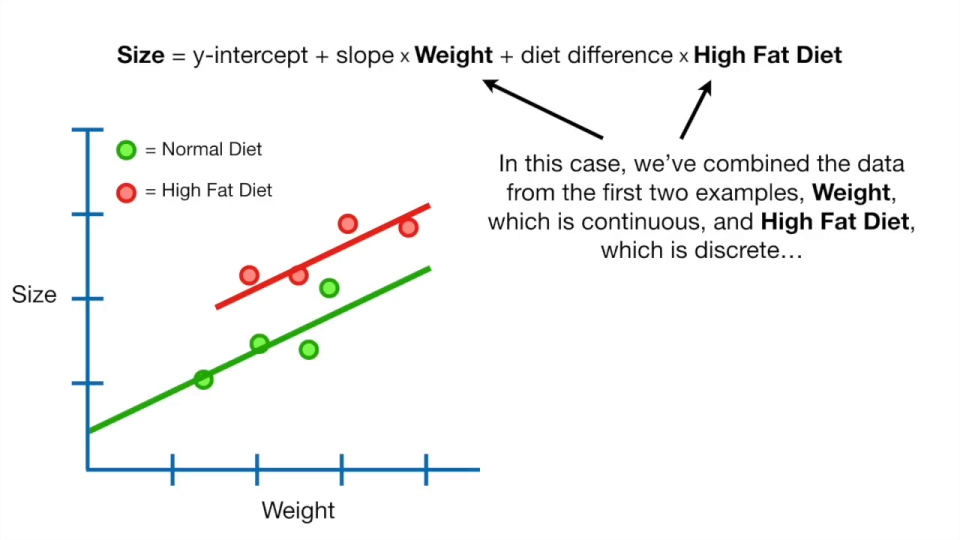 Size = y-intercept + slope x Weight + diet difference x High Fat Diet
= Normal Diet
= High Fat Diet
In this case, we’ve combined the data
from the first two examples, Weight,
which is continuous, and High Fat Diet,
which is discrete…
Size
Weight